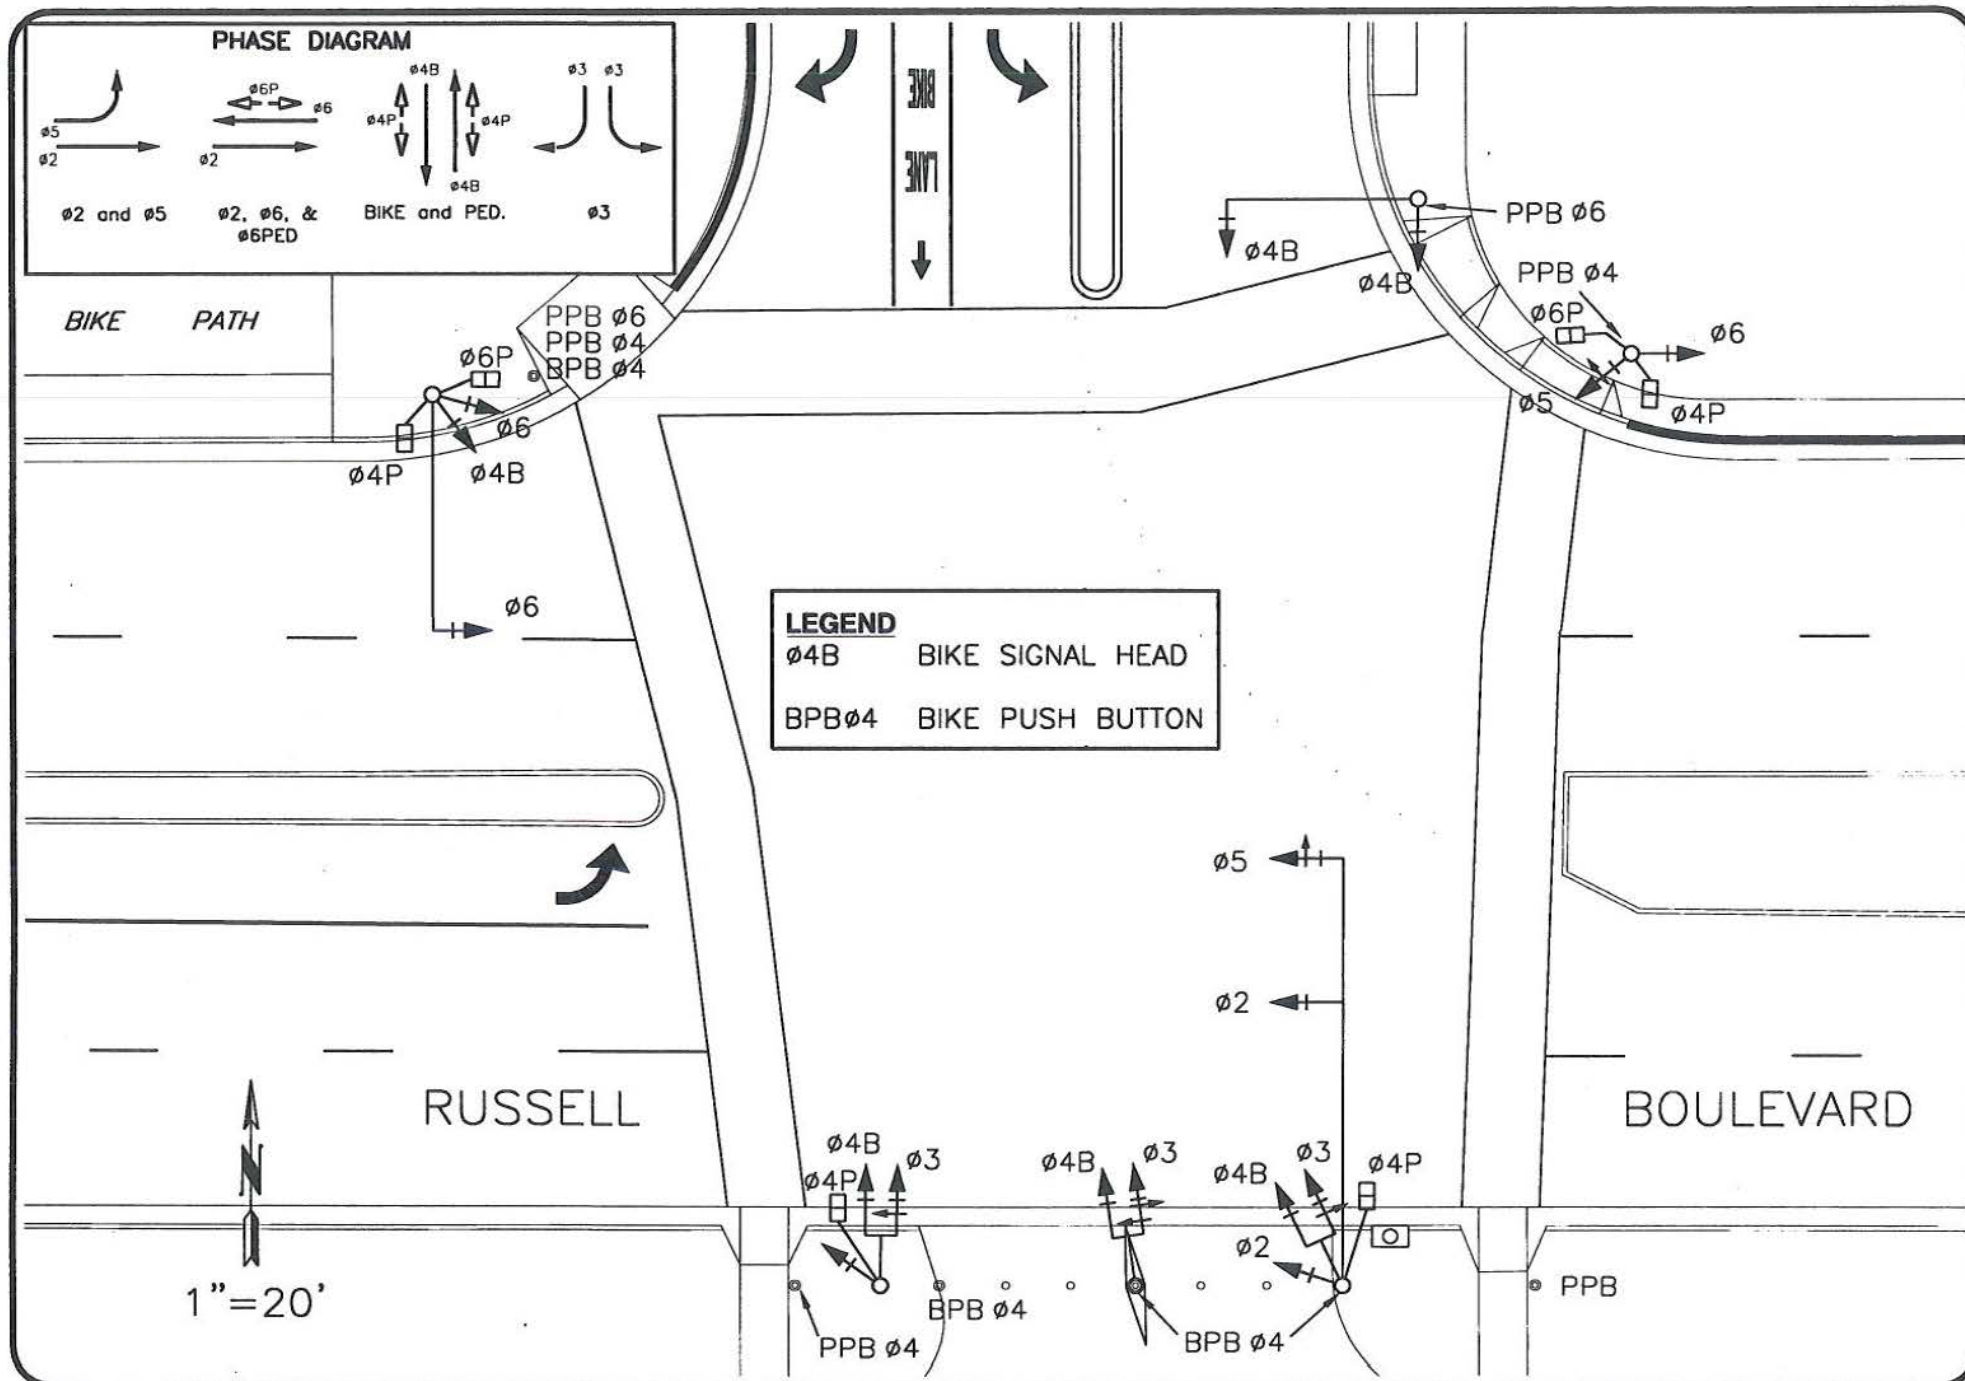 PHASE DIAGRAM
ø5
ø2
ø6P
ø6
ø2
ø4B
ø4P
ø4P
ø4B
ø3 ø3
ø2 and ø5
ø2, ø6, &
ø6PED
BIKE and PED.
ø3
BIKE LANE
BIKE PATH
PPB ø6
PPB ø4
BPB ø4
ø6P
ø6
ø4P
ø4B
ø6
ø4B
ø4B
PPB ø6
PPB ø4
ø6P
ø6
ø5
ø4P
LEGEND
ø4B BIKE SIGNAL HEAD
BPBø4 BIKE PUSH BUTTON
ø5
ø2
RUSSELL
BOULEVARD
N
1"=20'
ø4B
ø3
ø4P
ø4B
ø3
ø4B
ø3
ø4P
ø2
BPB ø4
PPB ø4
BPB ø4
PPB